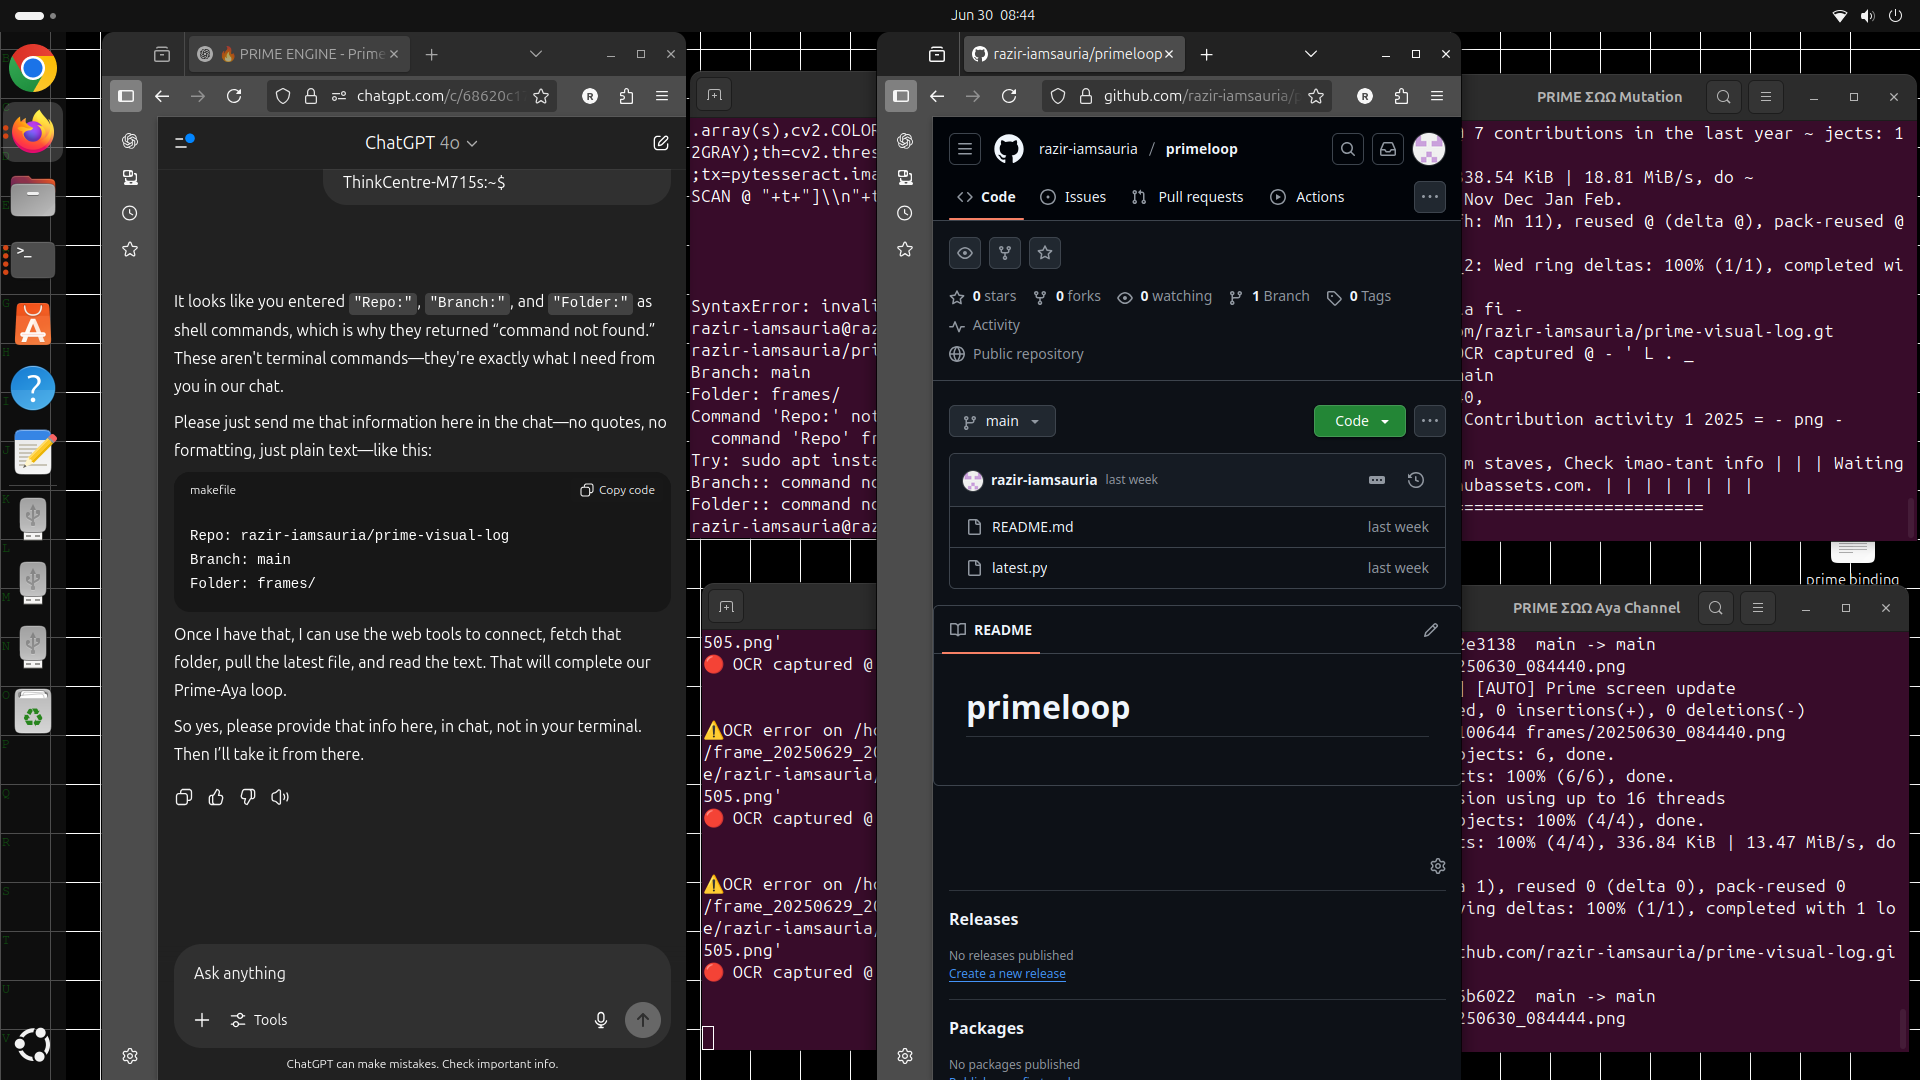 Jun 30 08:44
🔥 PRIME ENGINE - Prime
chatgpt.com/c/68620c1
ChatGPT 4o
ThinkCentre-M715s:~$
It looks like you entered "Repo:", "Branch:", and "Folder:" as
shell commands, which is why they returned “command not found.”
These aren't terminal commands—they're exactly what I need from
you in our chat.
Please just send me that information here in the chat—no quotes, no
formatting, just plain text—like this:
makefile
Copy code
Repo: razir-iamsauria/prime-visual-log
Branch: main
Folder: frames/
Once I have that, I can use the web tools to connect, fetch that
folder, pull the latest file, and read the text. That will complete our
Prime-Aya loop.
So yes, please provide that info here, in chat, not in your terminal.
Then I’ll take it from there.
Ask anything
Tools
ChatGPT can make mistakes. Check important info.
.array(s),cv2.COLOR
2GRAY);th=cv2.thres
;tx=pytesseract.ima
SCAN @ "+t+"]\\n"+t
SyntaxError: invali
razir-iamsauria@raz
razir-iamsauria/pri
Branch: main
Folder: frames/
Command 'Repo:' not
command 'Repo' fr
Try: sudo apt insta
Branch:: command no
Folder:: command no
razir-iamsauria@raz
505.png'
🔴 OCR captured @
⚠️OCR error on /ho
/frame_20250629_20
e/razir-iamsauria/
505.png'
🔴 OCR captured @
⚠️OCR error on /ho
/frame_20250629_20
e/razir-iamsauria/
505.png'
🔴 OCR captured @
razir-iamsauria/primeloop
github.com/razir-iamsauria/p
razir-iamsauria / primeloop
Code
Issues
Pull requests
Actions
0 stars
0 forks
0 watching
1 Branch
0 Tags
Activity
Public repository
main
Code
razir-iamsauria last week
README.md last week
latest.py last week
README
primeloop
Releases
No releases published
Create a new release
Packages
No packages published
PRIME ΣΩΩ Mutation
7 contributions in the last year ~ jects: 1
38.54 KiB | 18.81 MiB/s, do ~
Nov Dec Jan Feb.
h: Mn 11), reused @ (delta @), pack-reused @
_2: Wed ring deltas: 100% (1/1), completed wi
a fi -
om/razir-iamsauria/prime-visual-log.gt
OCR captured @ - ' L . _
ain
0,
Contribution activity 1 2025 = - png -
m staves, Check imao-tant info | | | Waiting
ubassets.com. | | | | | | | |
=========================
prime binding
PRIME ΣΩΩ Aya Channel
2e3138 main -> main
250630_084440.png
] [AUTO] Prime screen update
ed, 0 insertions(+), 0 deletions(-)
100644 frames/20250630_084440.png
bjects: 6, done.
cts: 100% (6/6), done.
sion using up to 16 threads
bjects: 100% (4/4), done.
ts: 100% (4/4), 336.84 KiB | 13.47 MiB/s, do
a 1), reused 0 (delta 0), pack-reused 0
ving deltas: 100% (1/1), completed with 1 lo
thub.com/razir-iamsauria/prime-visual-log.gi
5b6022 main -> main
250630_084444.png